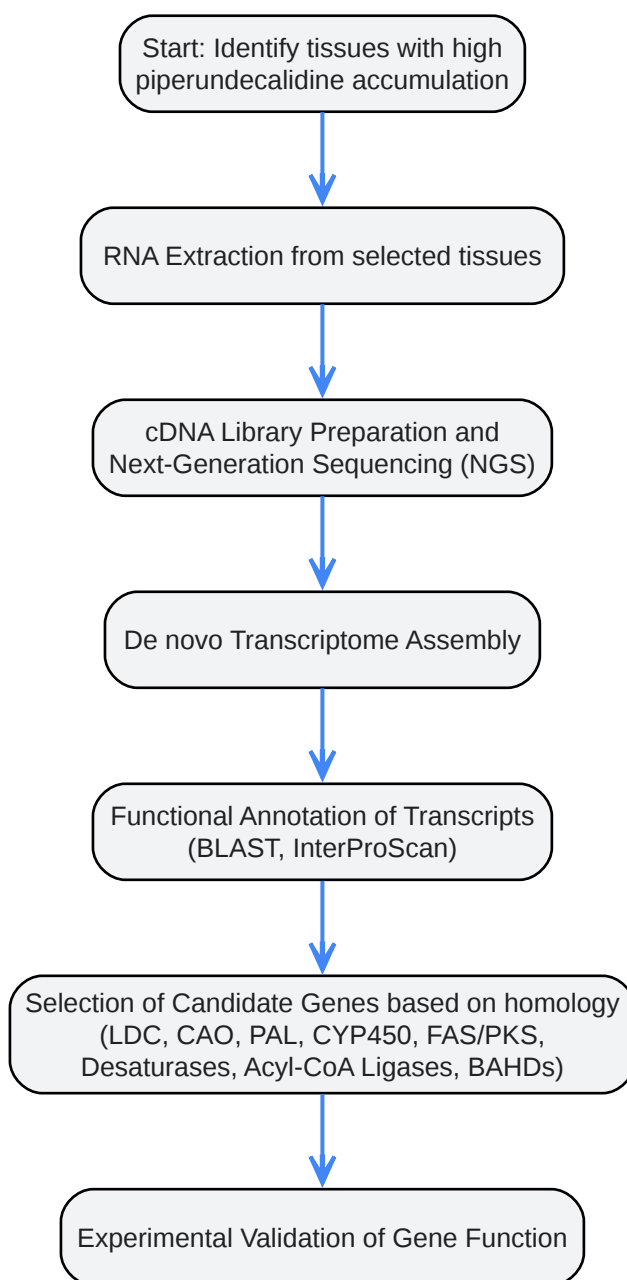 Start: Identify tissues with high
piperundecalidine accumulation
RNA Extraction from selected tissues
cDNA Library Preparation and
Next-Generation Sequencing (NGS)
De novo Transcriptome Assembly
Functional Annotation of Transcripts
(BLAST, InterProScan)
Selection of Candidate Genes based on homology
(LDC, CAO, PAL, CYP450, FAS/PKS,
Desaturases, Acyl-CoA Ligases, BAHDs)
Experimental Validation of Gene Function